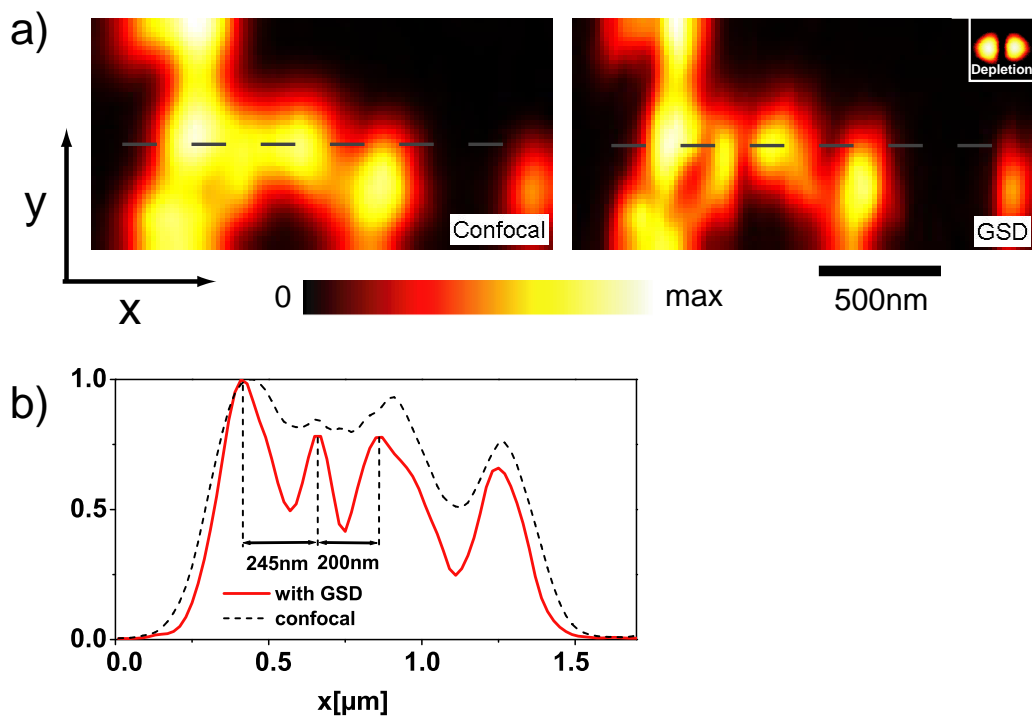 a)
Depletion
y
Confocal
GSD
x
0
max
500nm
b)
1.0
0.5
0.0
245nm
200nm
with GSD
confocal
0.0
0.5
1.0
1.5
x[µm]